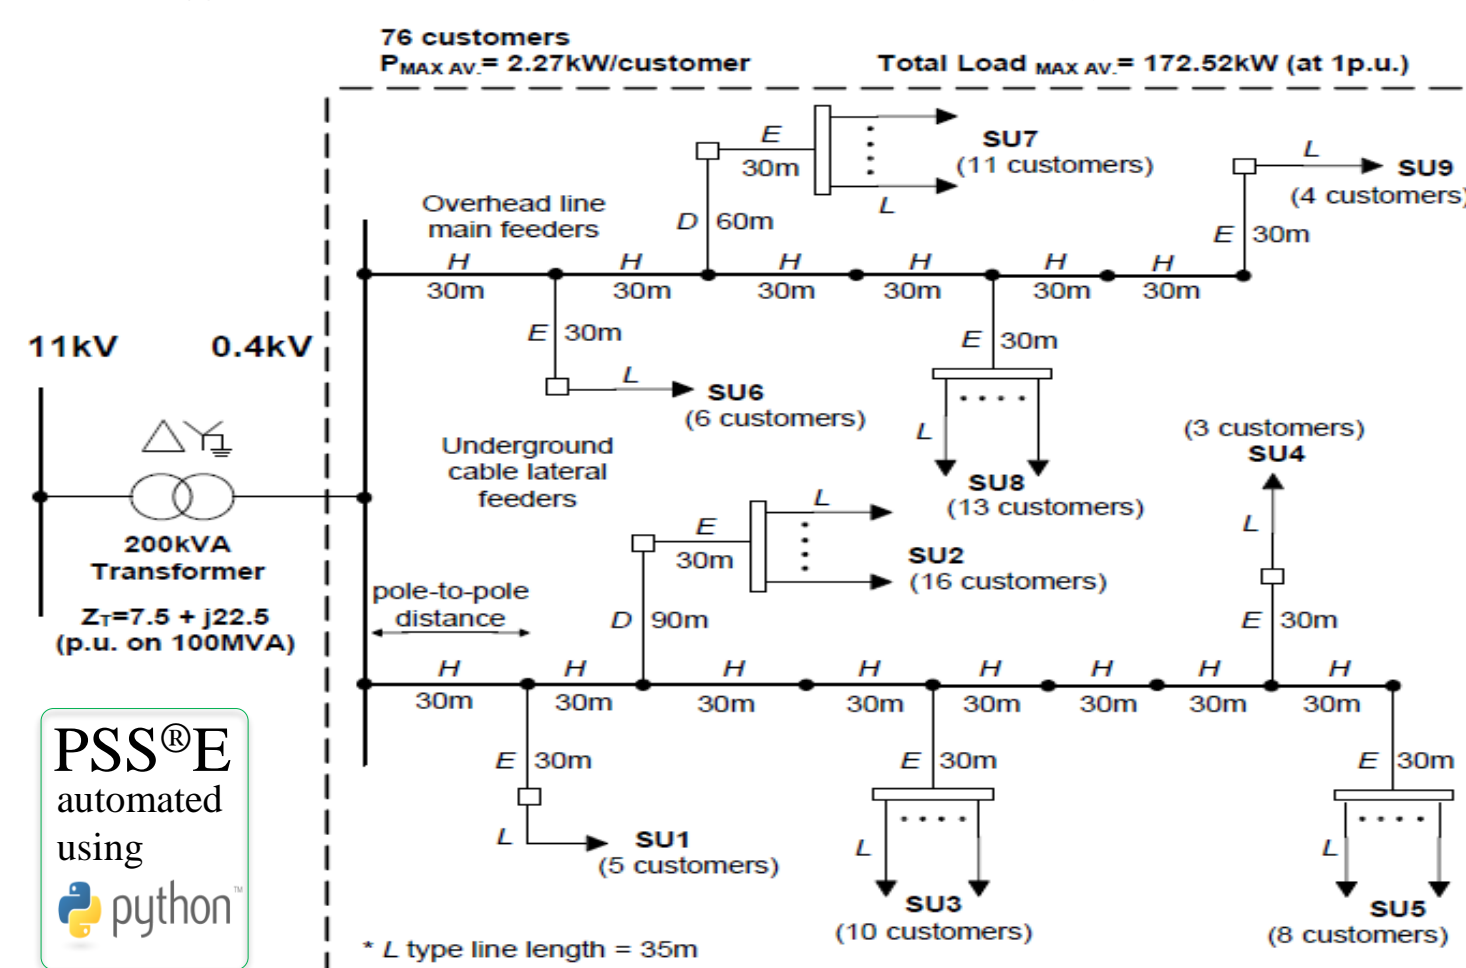 76 customers
PMAX AV.= 2.27kW/customer
Total Load MAX AV.= 172.52kW (at 1p.u.)
E
30m
SU7
(11 customers)
L
D
60m
L
SU9
(4 customers)
E
30m
Overhead line
main feeders
H
H
H
H
H
H
30m
30m
30m
30m
30m
30m
11kV
0.4kV
E
30m
L
SU6
(6 customers)
E
30m
L
SU8
(13 customers)
Underground
cable lateral
feeders
(3 customers)
SU4
L
E
30m
200kVA
Transformer
ZT=7.5 + j22.5
(p.u. on 100MVA)
E
30m
L
SU2
(16 customers)
D
90m
pole-to-pole
distance
H
H
H
H
H
H
H
H
30m
30m
30m
30m
30m
30m
30m
30m
E
30m
L
SU1
(5 customers)
E
30m
L
SU3
(10 customers)
E
30m
L
SU5
(8 customers)
PSS®E
automated
using
python™
* L type line length = 35m